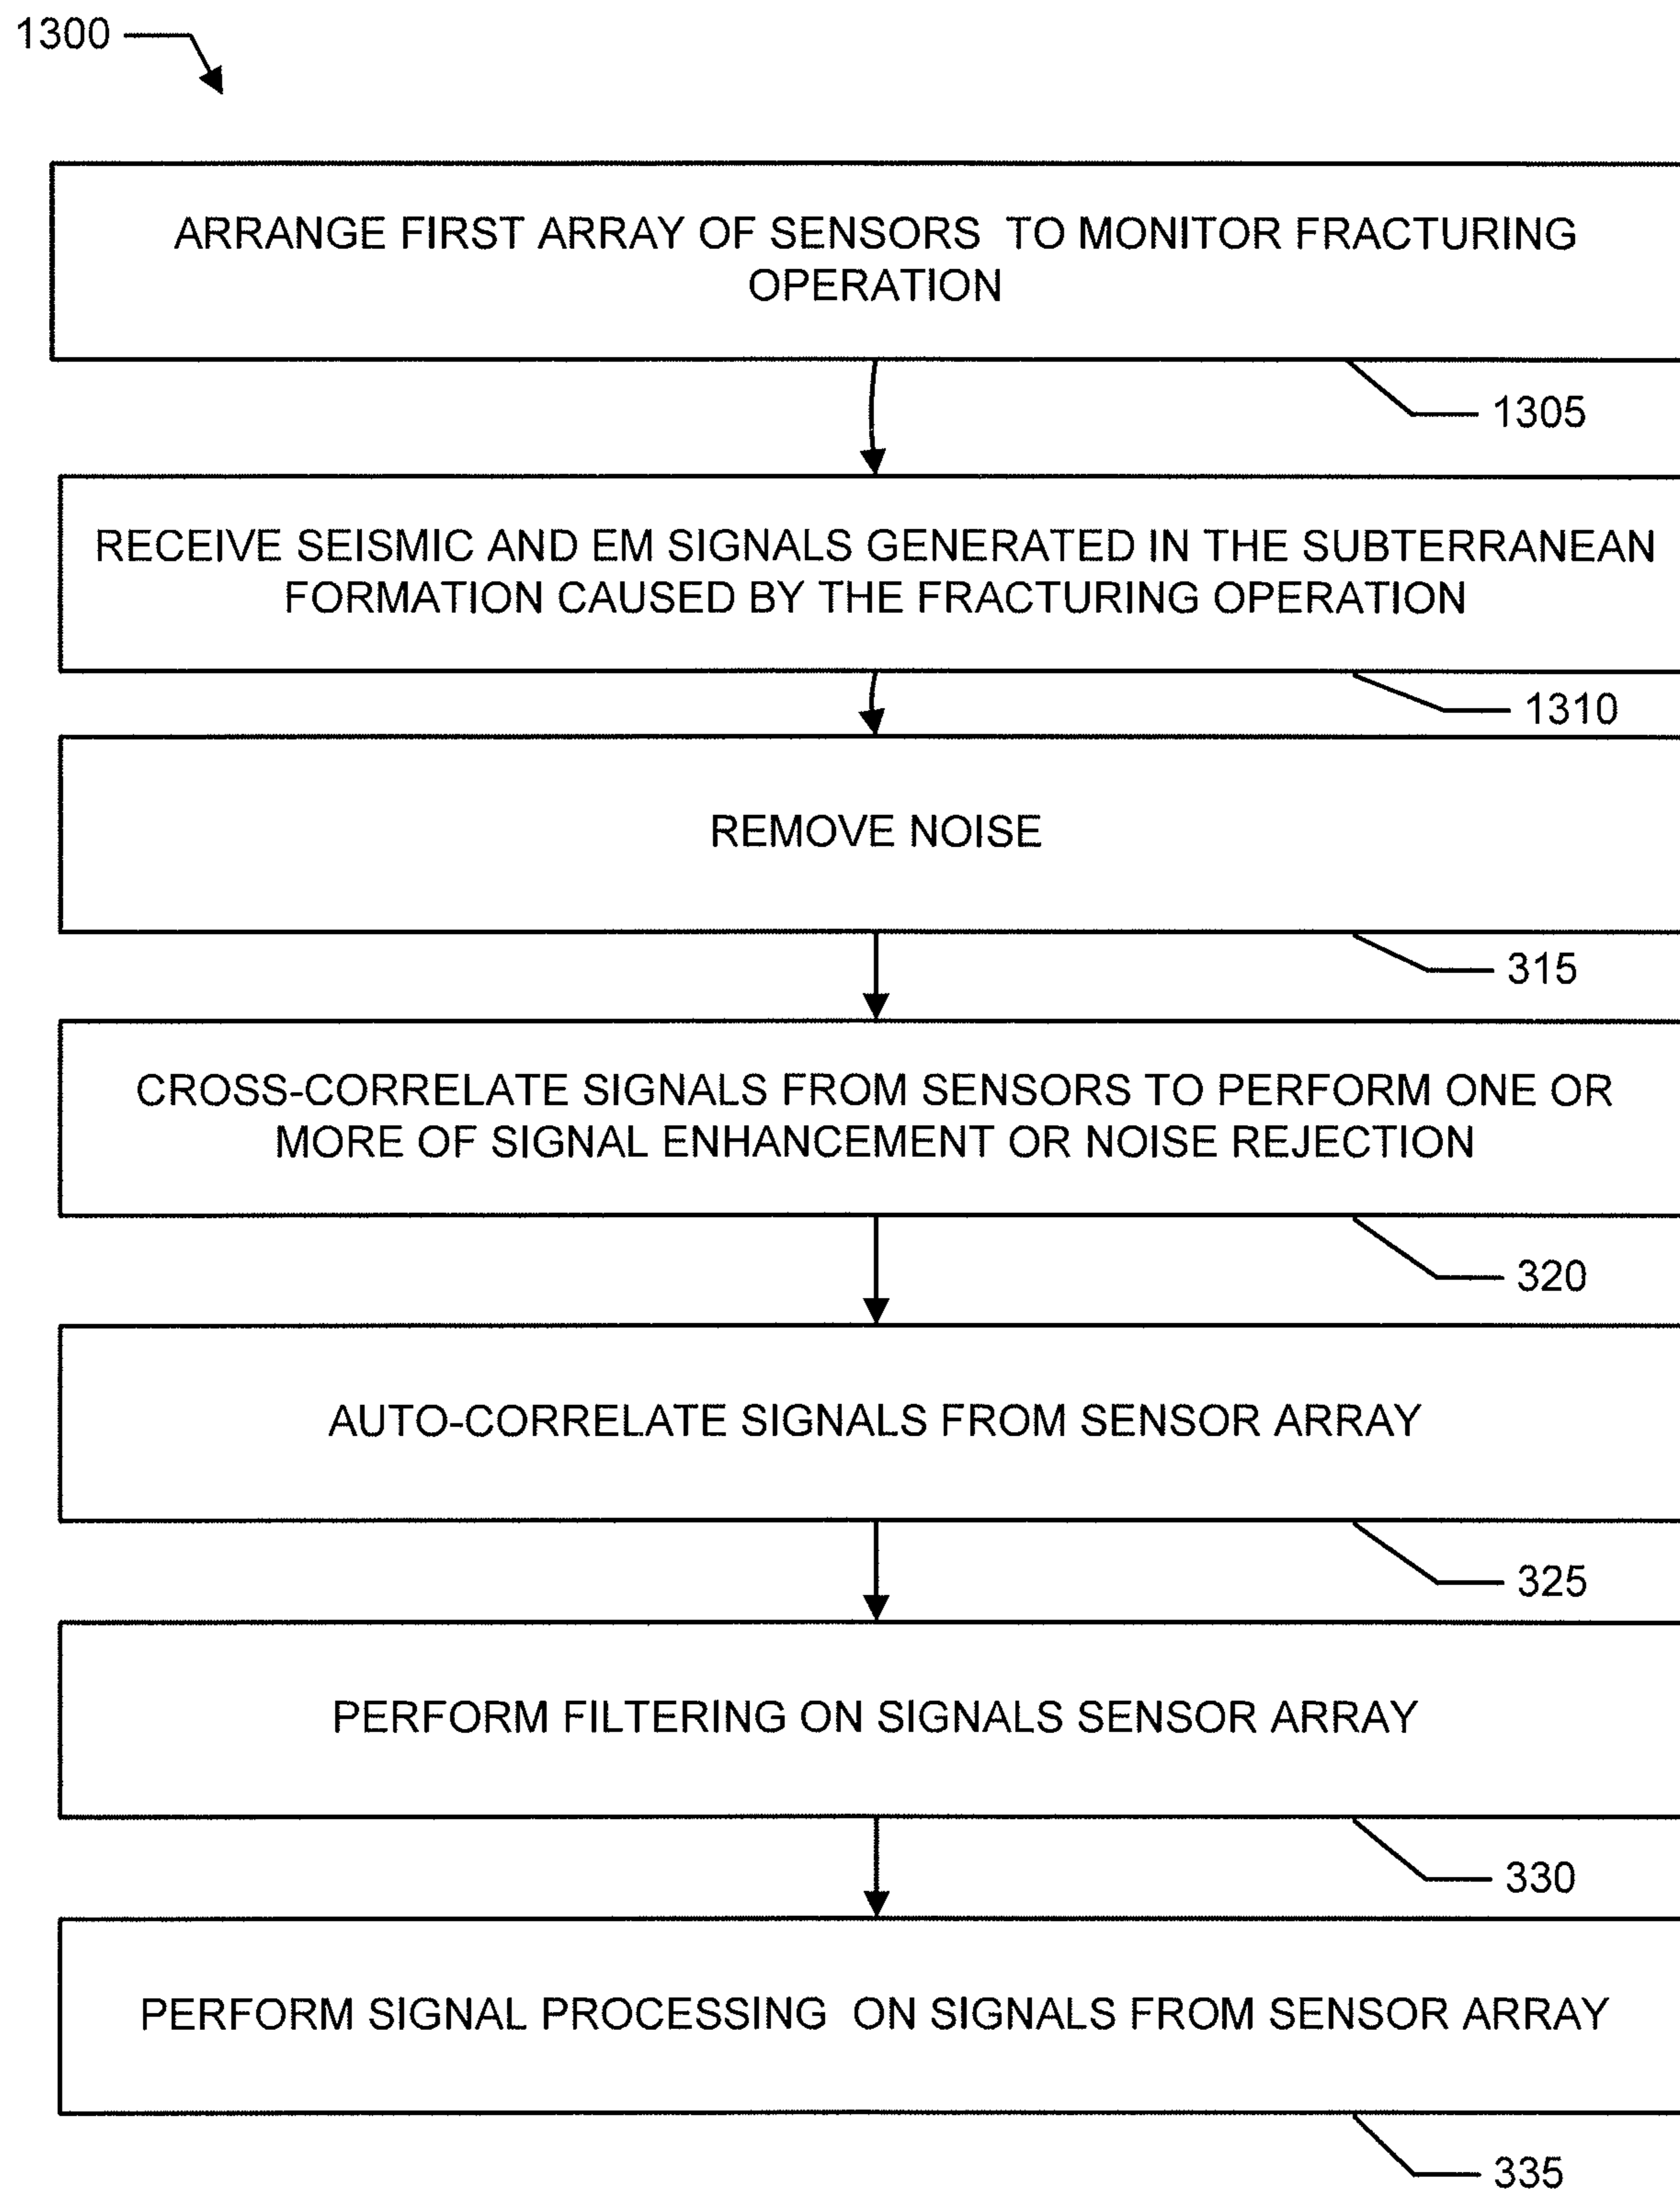 1300
ARRANGE FIRST ARRAY OF SENSORS TO MONITOR FRACTURING
OPERATION
1305
RECEIVE SEISMIC AND EM SIGNALS GENERATED IN THE SUBTERRANEAN
FORMATION CAUSED BY THE FRACTURING OPERATION
1310
REMOVE NOISE
315
CROSS-CORRELATE SIGNALS FROM SENSORS TO PERFORM ONE OR
MORE OF SIGNAL ENHANCEMENT OR NOISE REJECTION
320
AUTO-CORRELATE SIGNALS FROM SENSOR ARRAY
325
PERFORM FILTERING ON SIGNALS SENSOR ARRAY
330
PERFORM SIGNAL PROCESSING ON SIGNALS FROM SENSOR ARRAY
335